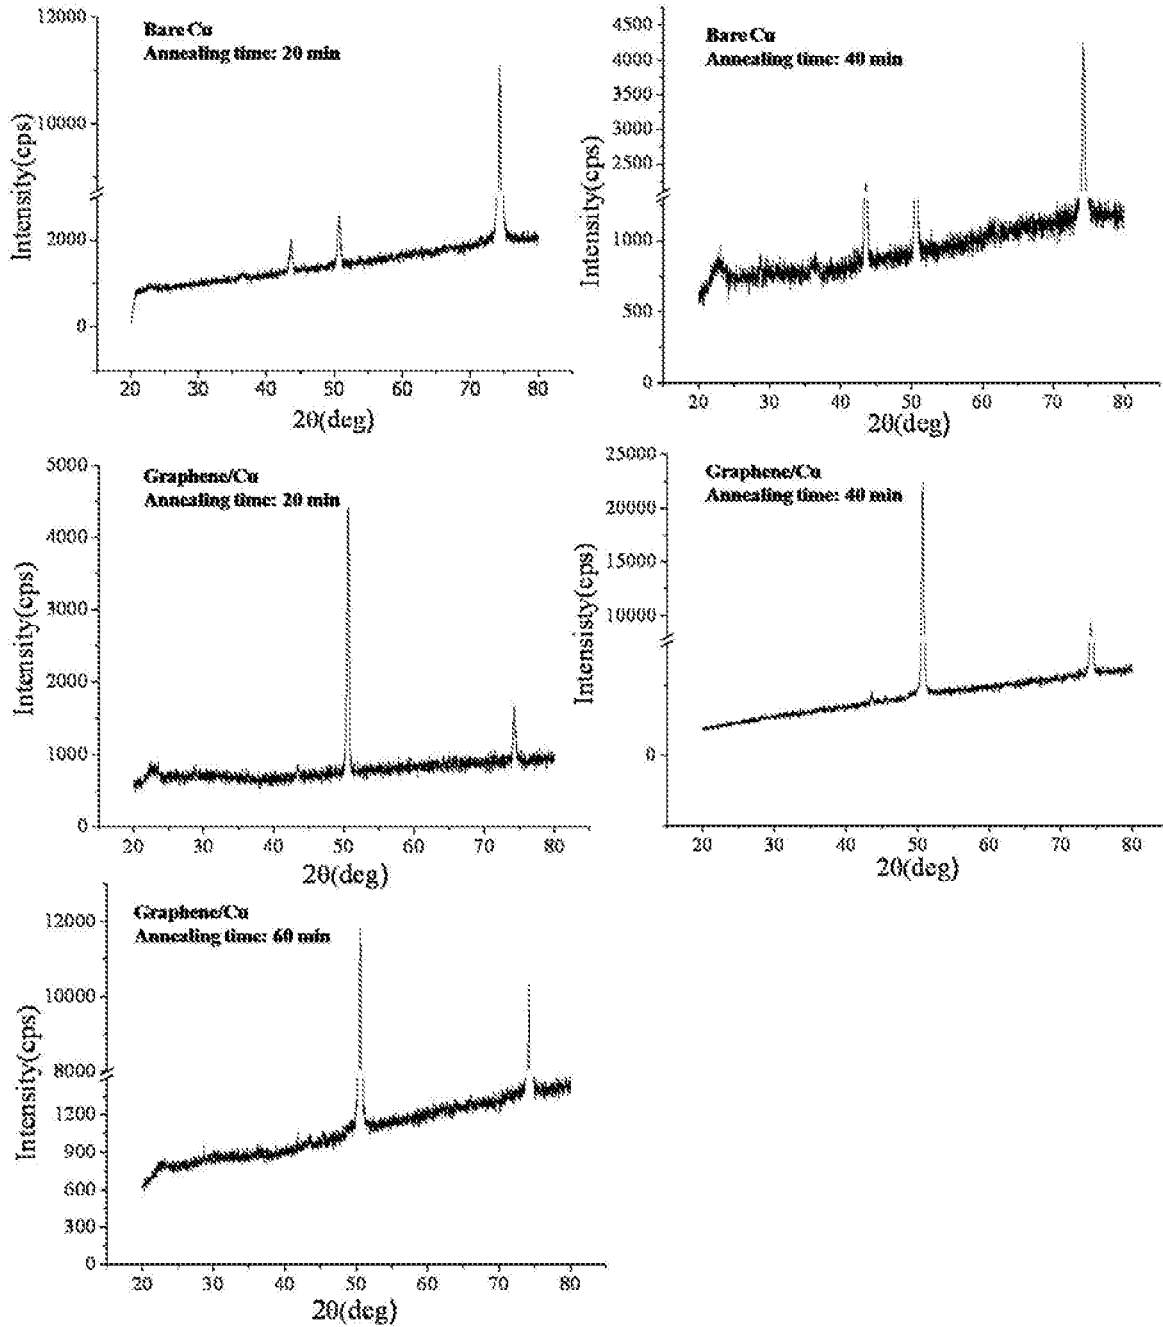 Bare Cu
Annealing time: 20 min
12000
10000
2000
0
Intensity(cps)
20 30 40 50 60 70 80
2θ(deg)
Bare Cu
Annealing time: 40 min
4500
4000
3500
3000
2500
1000
500
0
Intensity(cps)
20 30 40 50 60 70 80
2θ(deg)
Graphene/Cu
Annealing time: 20 min
5000
4000
3000
2000
1000
0
Intensity(cps)
20 30 40 50 60 70 80
2θ(deg)
Graphene/Cu
Annealing time: 40 min
25000
20000
15000
10000
0
Intensisty(cps)
20 30 40 50 60 70 80
2θ(deg)
Graphene/Cu
Annealing time: 60 min
12000
10000
8000
1200
900
600
300
0
Intensity(cps)
20 30 40 50 60 70 80
2θ(deg)